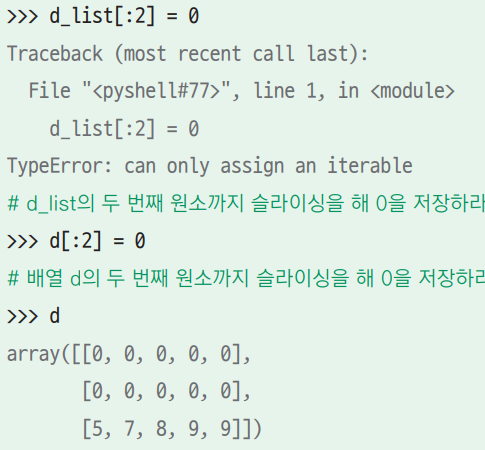 >>> d_list[:2] = 0
Traceback (most recent call last):
  File "<pyshell#77>", line 1, in <module>
    d_list[:2] = 0
TypeError: can only assign an iterable
# d_list의 두 번째 원소까지 슬라이싱을 해 0을 저장하라
>>> d[:2] = 0
# 배열 d의 두 번째 원소까지 슬라이싱을 해 0을 저장하라
>>> d
array([[0, 0, 0, 0, 0],
       [0, 0, 0, 0, 0],
       [5, 7, 8, 9, 9]])